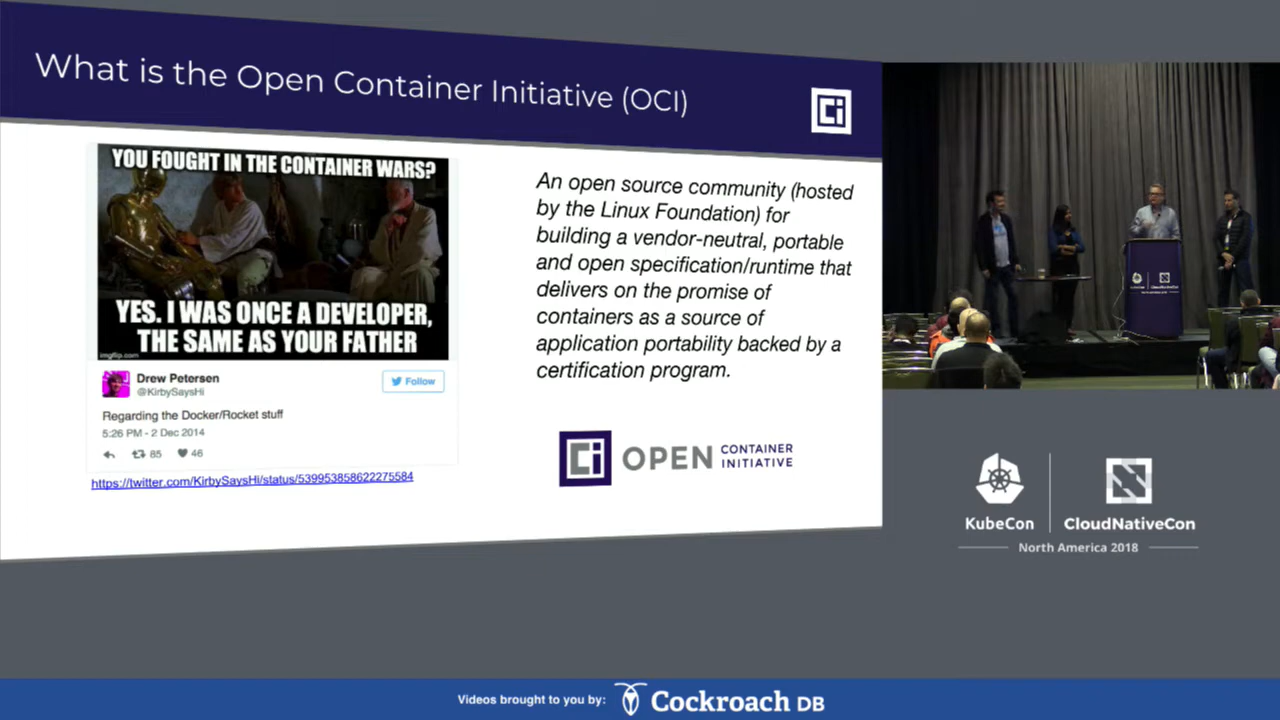 What is the Open Container Initiative (OCI)
Ci
YOU FOUGHT IN THE CONTAINER WARS?
YES. I WAS ONCE A DEVELOPER,
THE SAME AS YOUR FATHER
imgflip.com
Drew Petersen
@KirbySaysHi
Follow
Regarding the Docker/Rocket stuff
5:26 PM - 2 Dec 2014
85 46
https://twitter.com/KirbySaysHi/status/539953858622275584
An open source community (hosted
by the Linux Foundation) for
building a vendor-neutral, portable
and open specification/runtime that
delivers on the promise of
containers as a source of
application portability backed by a
certification program.
Ci OPEN CONTAINER
INITIATIVE
KubeCon CloudNativeCon
North America 2018
Videos brought to you by: Cockroach DB